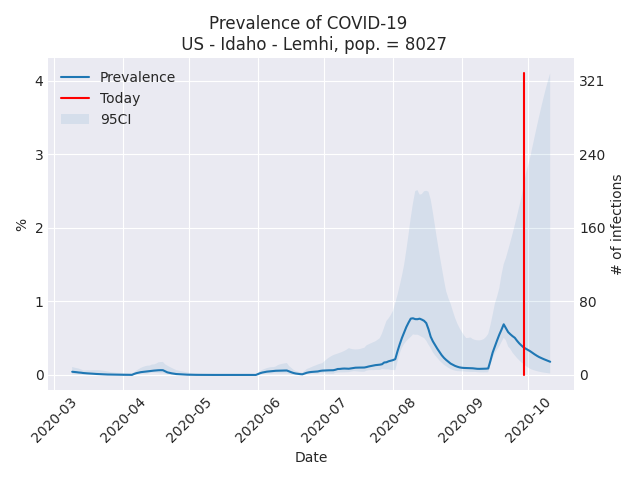 Prevalence of COVID-19
US - Idaho - Lemhi, pop. = 8027
Prevalence
Today
95CI
4
3
2
1
0
%
321
240
160
80
0
# of infections
2020-03
2020-04
2020-05
2020-06
2020-07
2020-08
2020-09
2020-10
Date